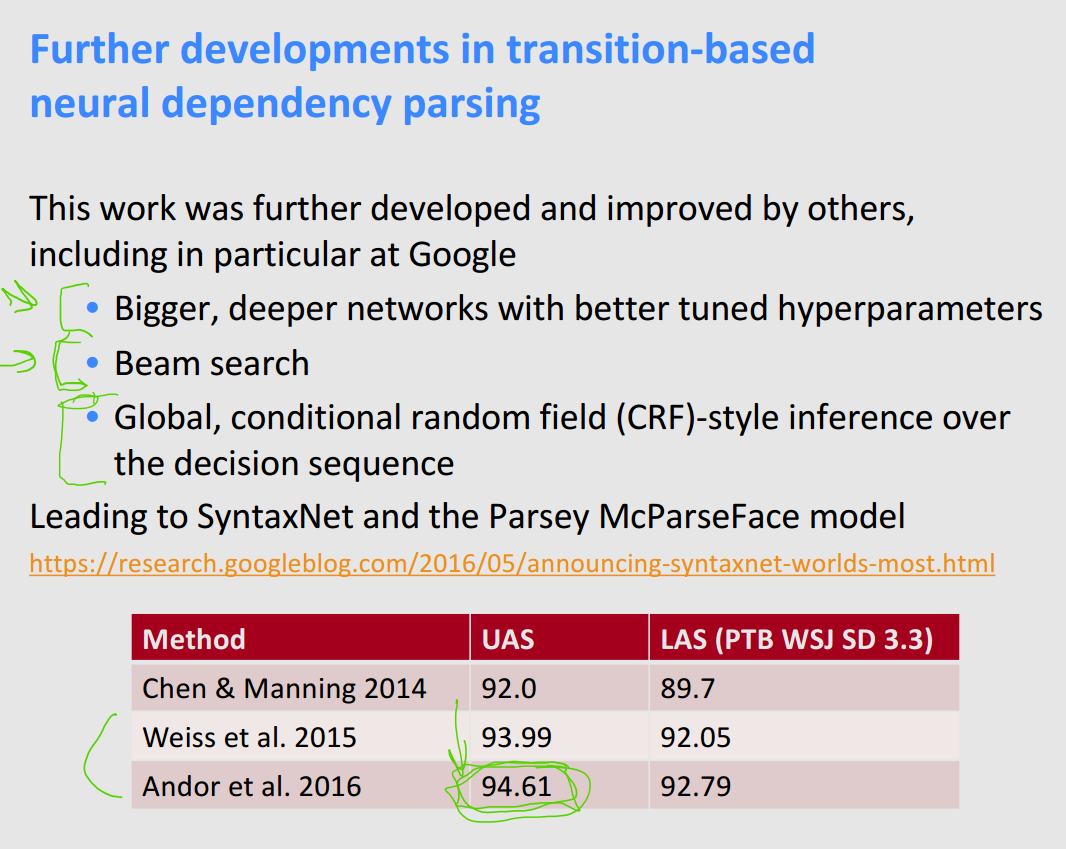 Further developments in transition-based
neural dependency parsing
This work was further developed and improved by others,
including in particular at Google
• Bigger, deeper networks with better tuned hyperparameters
• Beam search
• Global, conditional random field (CRF)-style inference over
the decision sequence
Leading to SyntaxNet and the Parsey McParseFace model
https://research.googleblog.com/2016/05/announcing-syntaxnet-worlds-most.html
Method UAS LAS (PTB WSJ SD 3.3)
Chen & Manning 2014 92.0 89.7
Weiss et al. 2015 93.99 92.05
Andor et al. 2016 94.61 92.79